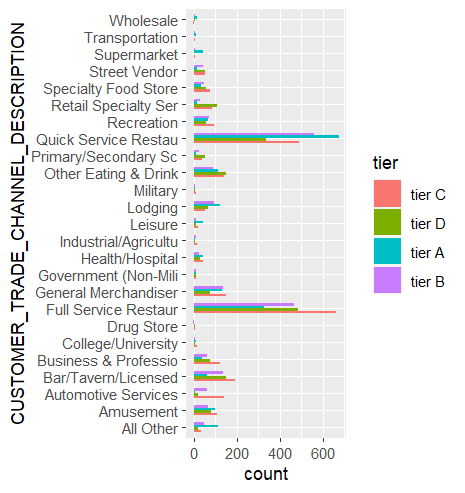 CUSTOMER_TRADE_CHANNEL_DESCRIPTION
Wholesale
Transportation
Supermarket
Street Vendor
Specialty Food Store
Retail Specialty Ser
Recreation
Quick Service Restau
Primary/Secondary Sc
Other Eating & Drink
Military
Lodging
Leisure
Industrial/Agricultu
Health/Hospital
Government (Non-Mili
General Merchandiser
Full Service Restaur
Drug Store
College/University
Business & Professio
Bar/Tavern/Licensed
Automotive Services
Amusement
All Other
0 200 400 600
count
tier
tier C
tier D
tier A
tier B